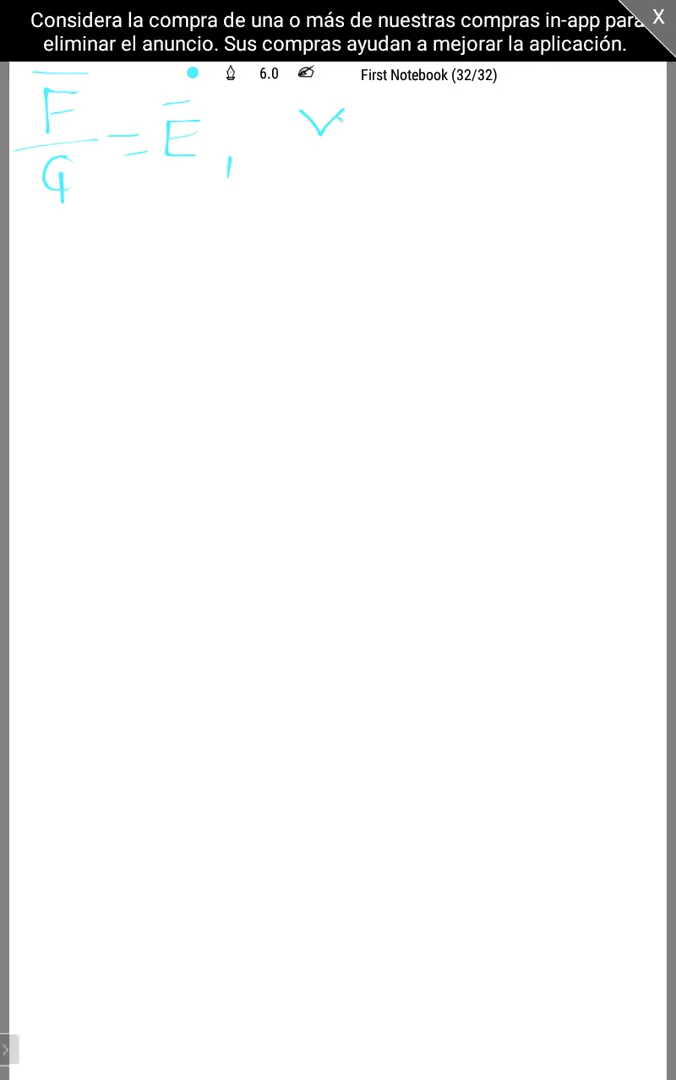 Considera la compra de una o más de nuestras compras in-app para
eliminar el anuncio. Sus compras ayudan a mejorar la aplicación.
X
6.0 First Notebook (32/32)
F̅/q = E̅, v
>